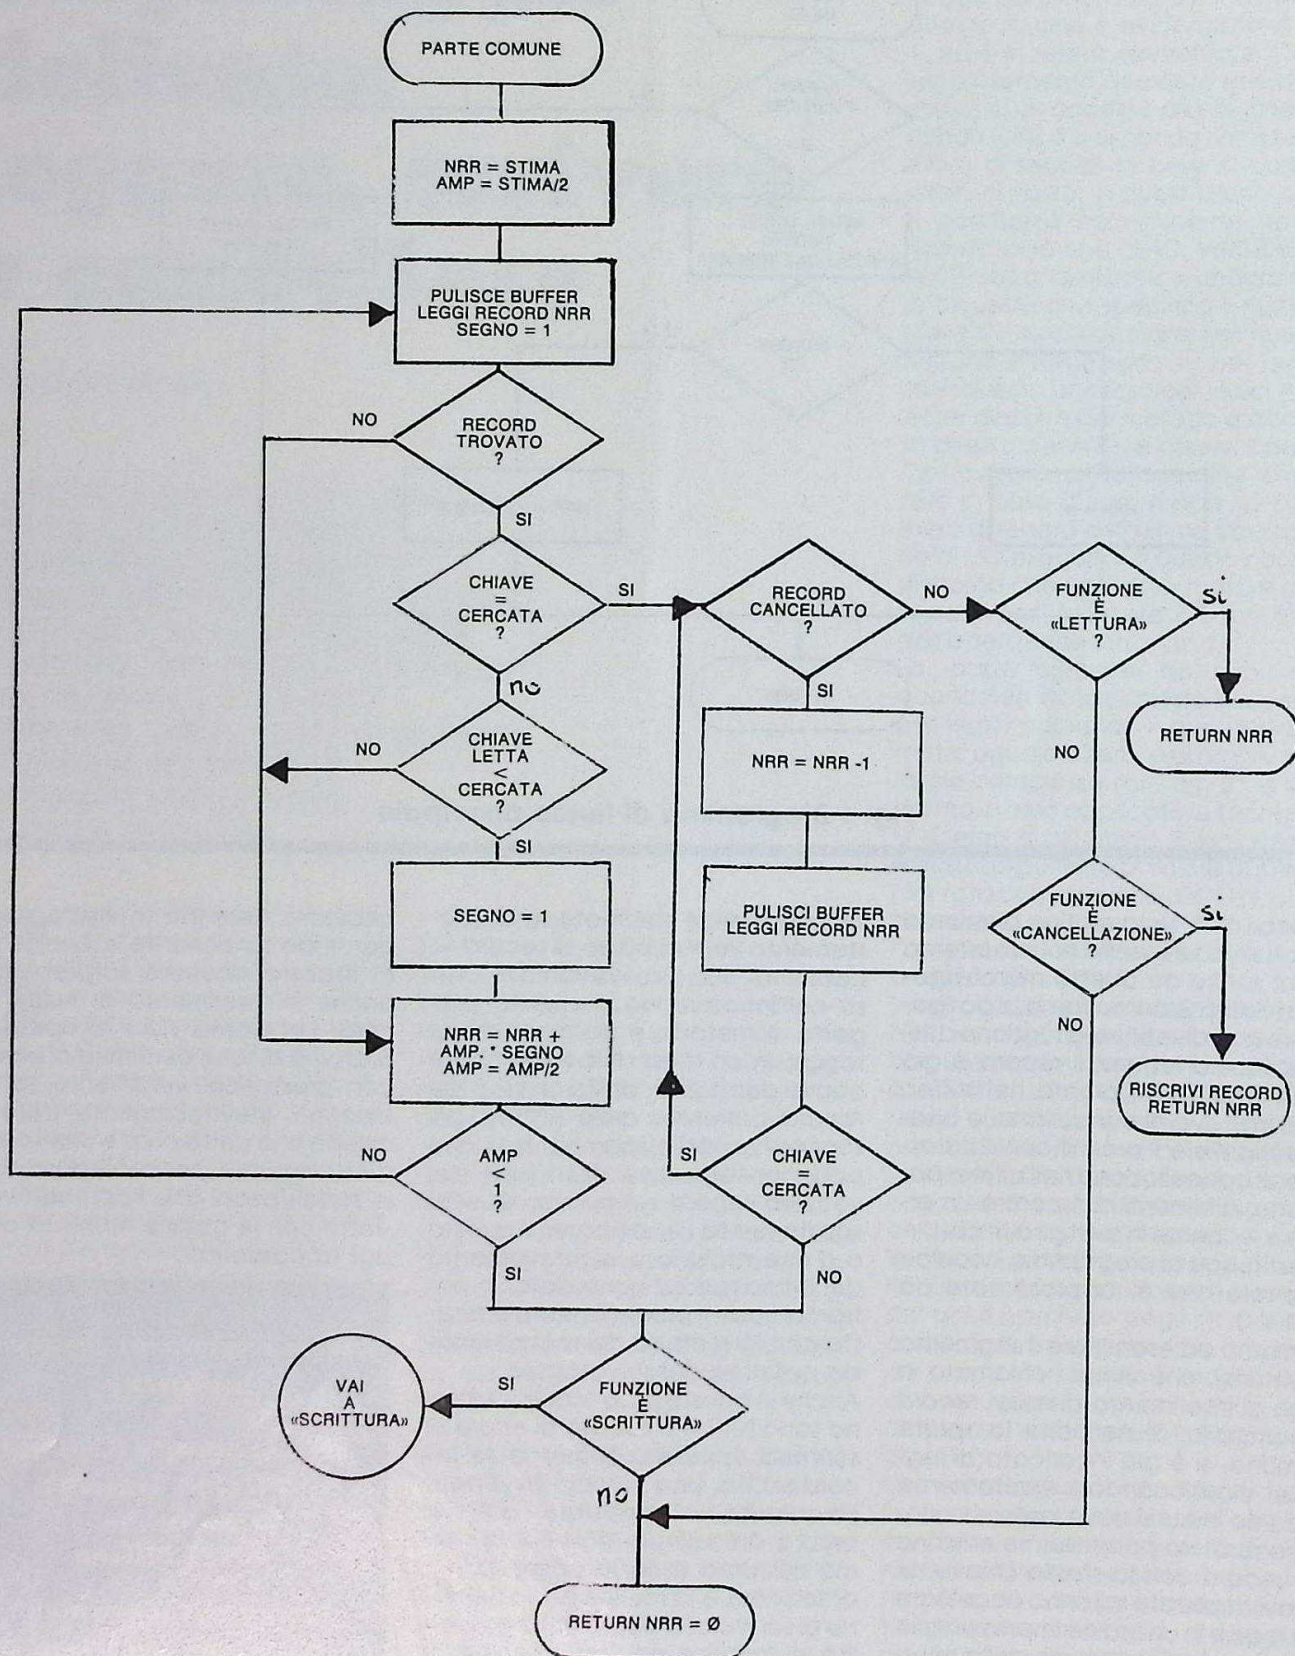 PARTE COMUNE
NRR = STIMA
AMP = STIMA/2
PULISCE BUFFER
LEGGI RECORD NRR
SEGNO = 1
NO
RECORD
TROVATO
?
SI
CHIAVE
=
CERCATA
?
SI
RECORD
CANCELLATO
?
NO
FUNZIONE
È
«LETTURA»
?
Si
RETURN NRR
no
SI
NO
NO
CHIAVE
LETTA
<
CERCATA
?
SI
NRR = NRR -1
SEGNO = 1
PULISCI BUFFER
LEGGI RECORD NRR
FUNZIONE
È
«CANCELLAZIONE»
?
Si
NO
RISCRIVI RECORD
RETURN NRR
NRR = NRR +
AMP. * SEGNO
AMP = AMP/2
NO
AMP
<
1
?
SI
SI
CHIAVE
=
CERCATA
?
NO
VAI
A
«SCRITTURA»
SI
FUNZIONE
È
«SCRITTURA»
?
no
RETURN NRR = Ø